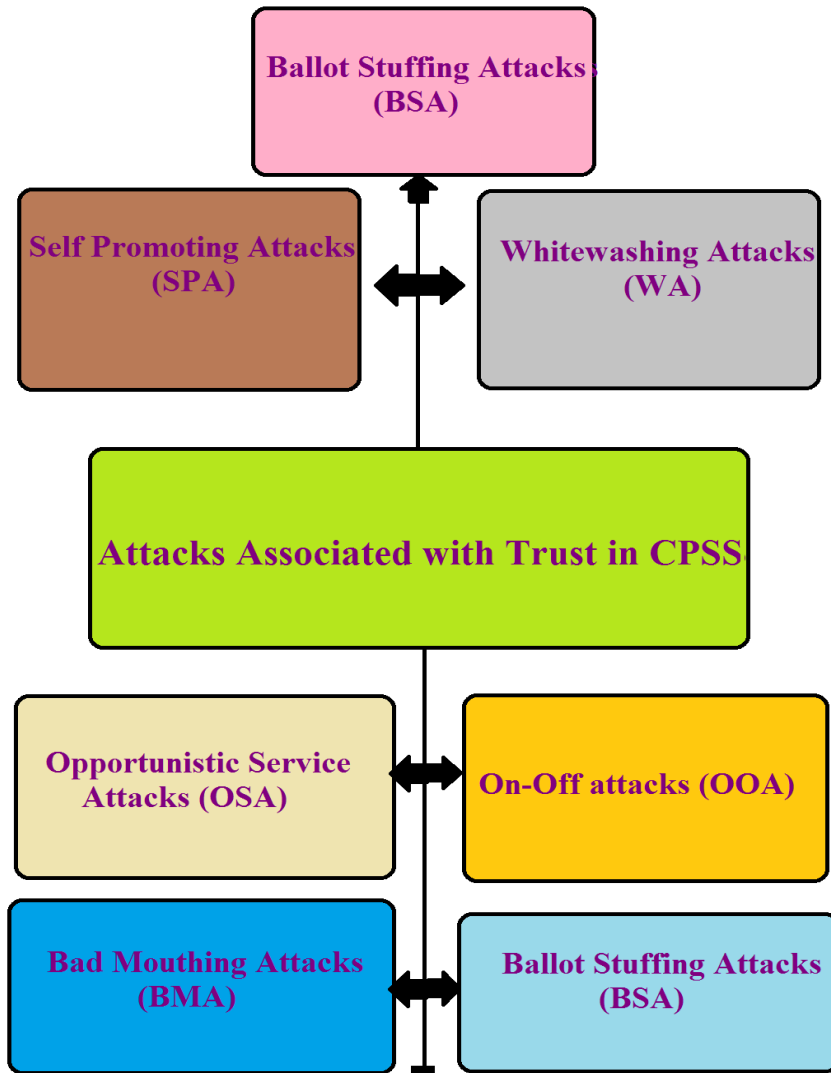 Ballot Stuffing Attacks
(BSA)
Self Promoting Attacks
(SPA)
Whitewashing Attacks
(WA)
Attacks Associated with Trust in CPSS
Opportunistic Service
Attacks (OSA)
On-Off attacks (OOA)
Bad Mouthing Attacks
(BMA)
Ballot Stuffing Attacks
(BSA)